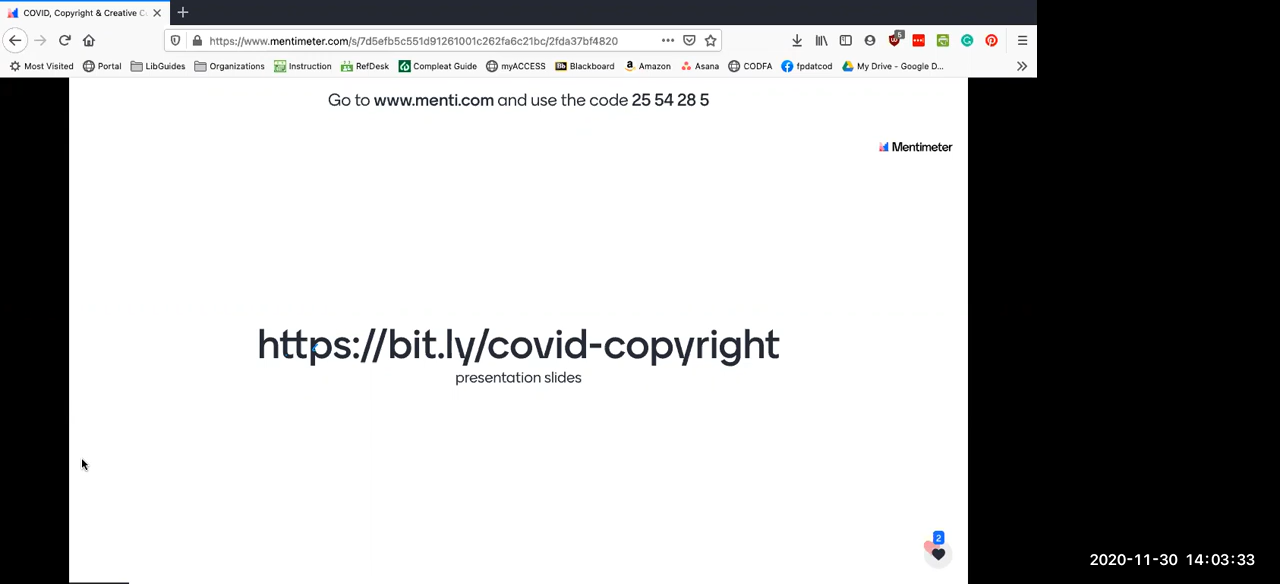 COVID, Copyright & Creative C
https://www.mentimeter.com/s/7d5efb5c551d91261001c262fa6c21bc/2fda37bf4820
5
Most Visited Portal LibGuides Organizations Instruction RefDesk Compleat Guide myACCESS Blackboard Amazon Asana CODFA fpdatcod My Drive - Google D...
Go to www.menti.com and use the code 25 54 28 5
Mentimeter
https://bit.ly/covid-copyright
presentation slides
2
2020-11-30 14:03:33